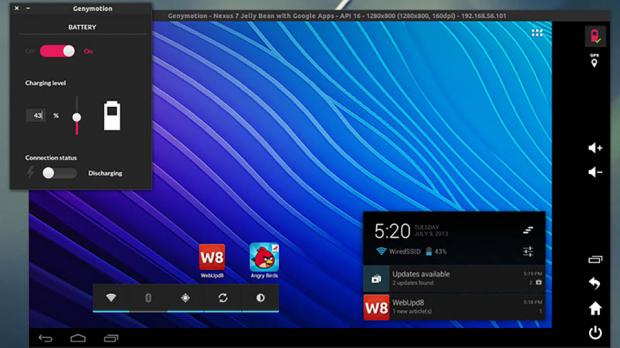 Genymotion
Genymotion - Nexus 7 Jelly Bean with Google Apps - API 16 - 1280x800 (1280x800, 160dpi) - 192.168.56.101
BATTERY
Off On
Charging level
43 %
Connection status
Discharging
GPS
W8
WebUpd8
Angry Birds
5:20
TUESDAY
JULY 9, 2013
WiredSSID 43%
Updates available 5:19 PM
2 updates found 2
W8
WebUpd8 5:18 PM
1 new article(s) 1